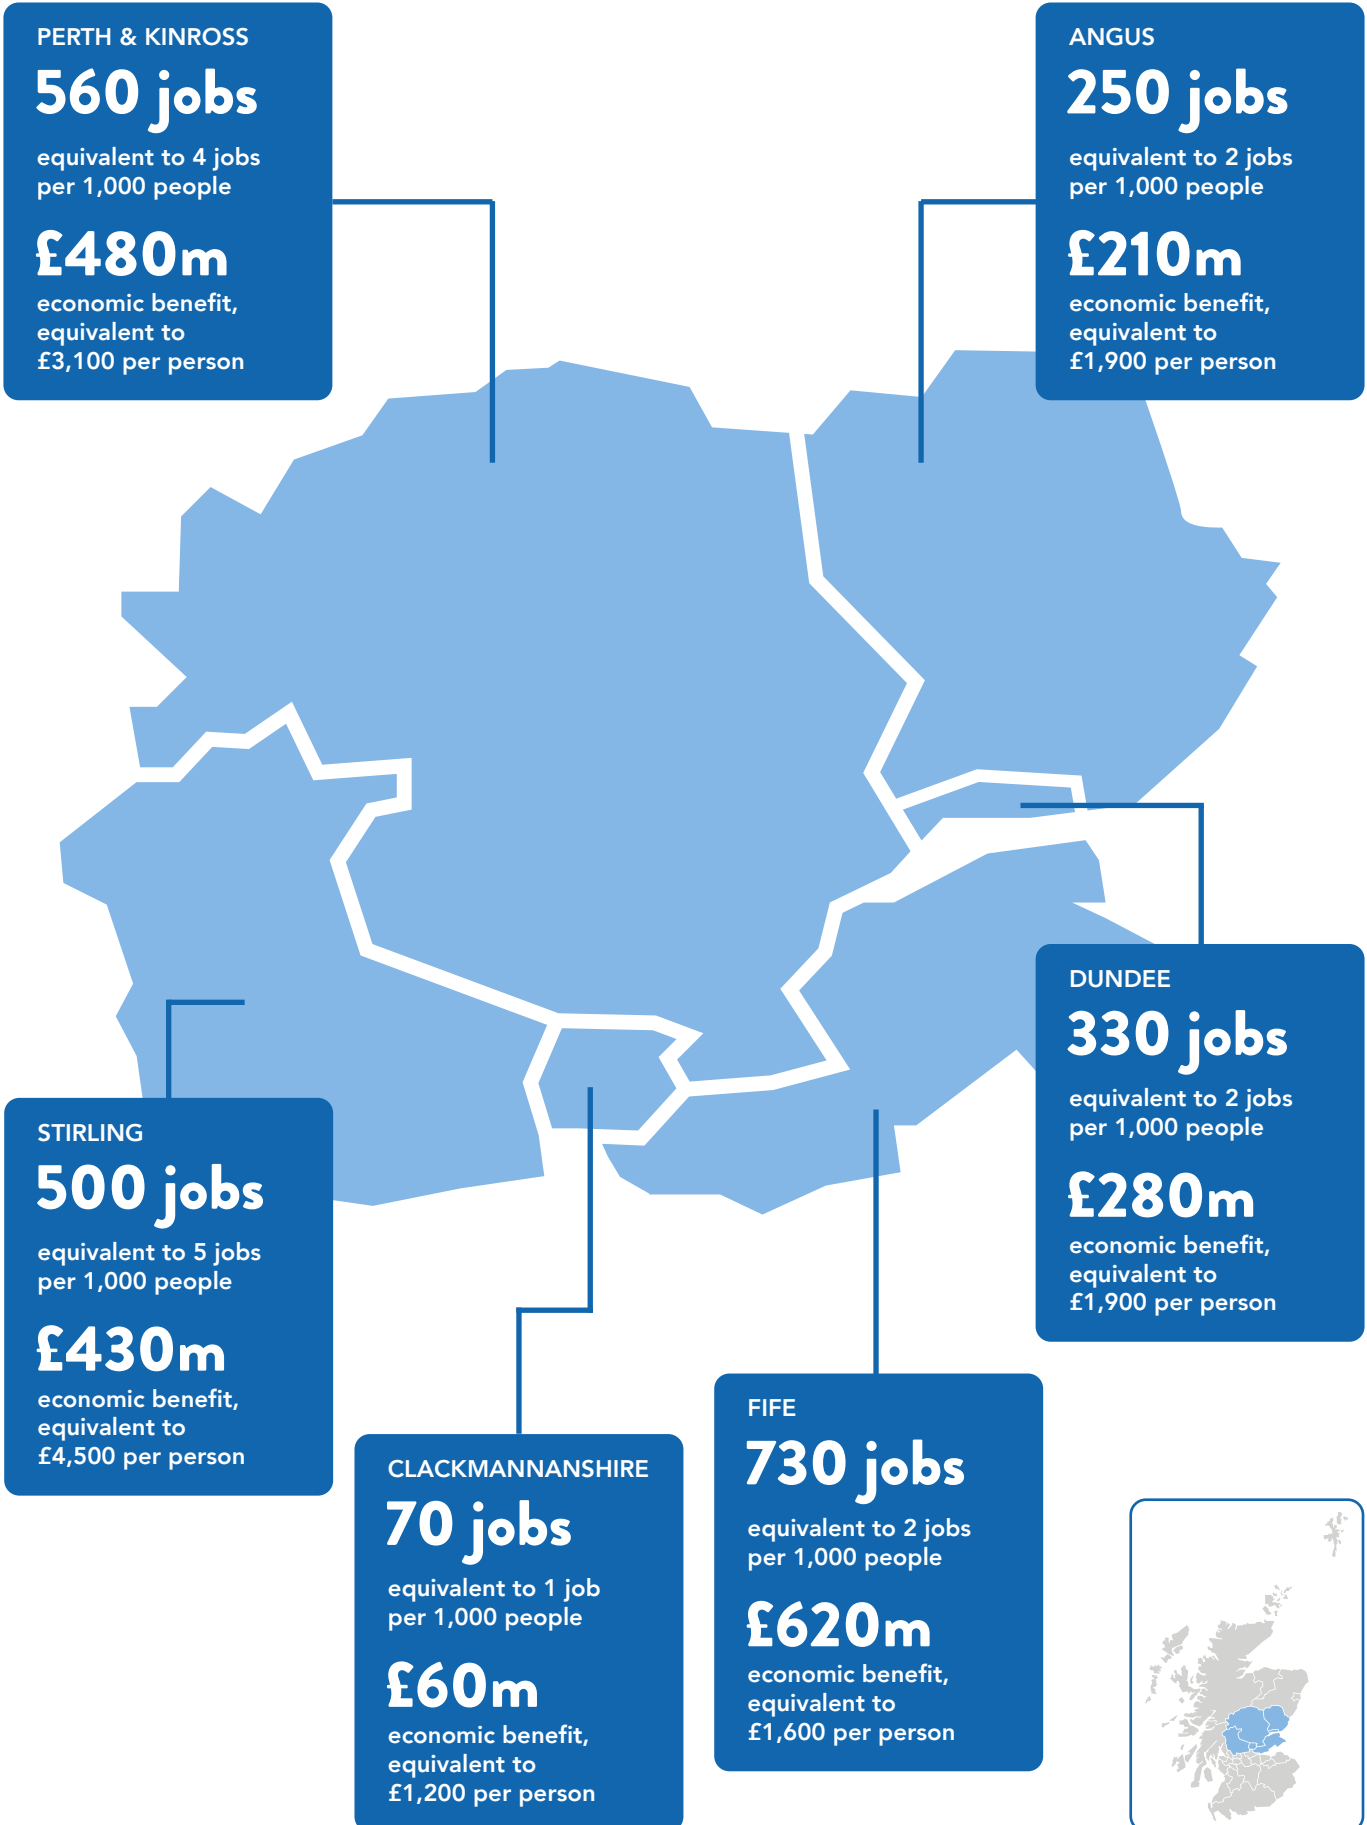 PERTH & KINROSS
560 jobs
equivalent to 4 jobs
per 1,000 people
£480m
economic benefit,
equivalent to
£3,100 per person
ANGUS
250 jobs
equivalent to 2 jobs
per 1,000 people
£210m
economic benefit,
equivalent to
£1,900 per person
DUNDEE
330 jobs
equivalent to 2 jobs
per 1,000 people
£280m
economic benefit,
equivalent to
£1,900 per person
STIRLING
500 jobs
equivalent to 5 jobs
per 1,000 people
£430m
economic benefit,
equivalent to
£4,500 per person
CLACKMANNANSHIRE
70 jobs
equivalent to 1 job
per 1,000 people
£60m
economic benefit,
equivalent to
£1,200 per person
FIFE
730 jobs
equivalent to 2 jobs
per 1,000 people
£620m
economic benefit,
equivalent to
£1,600 per person